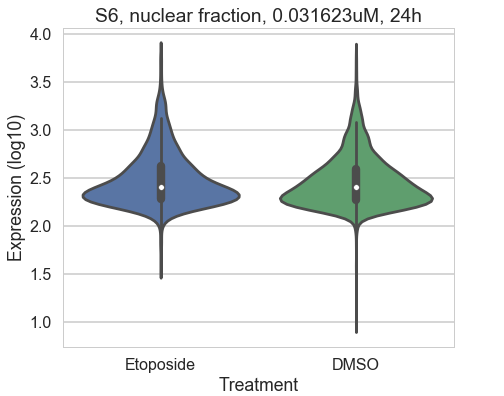 S6, nuclear fraction, 0.031623uM, 24h
4.0
3.5
3.0
2.5
2.0
1.5
1.0
Expression (log10)
Etoposide
DMSO
Treatment